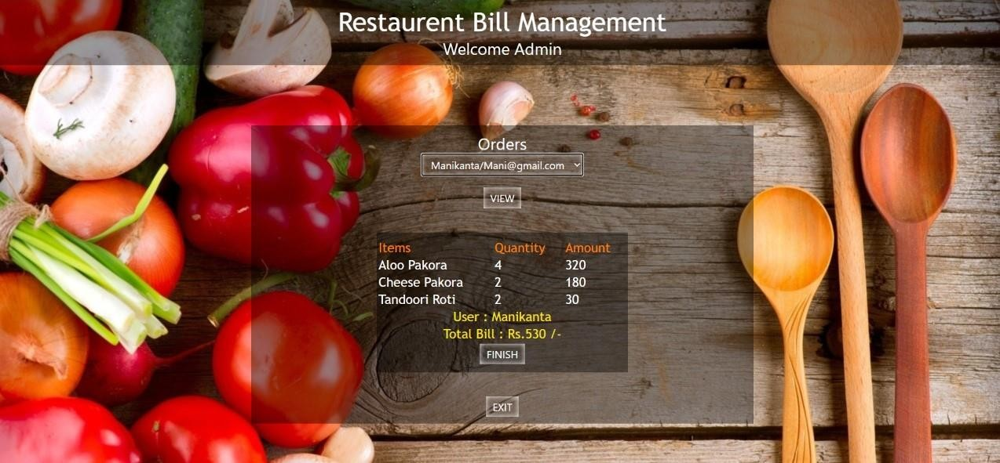 Restaurent Bill Management
Welcome Admin
Orders
Manikanta/Mani@gmail.com
VIEW
Items Quantity Amount
Aloo Pakora 4 320
Cheese Pakora 2 180
Tandoori Roti 2 30
User : Manikanta
Total Bill : Rs.530 /-
FINISH
EXIT